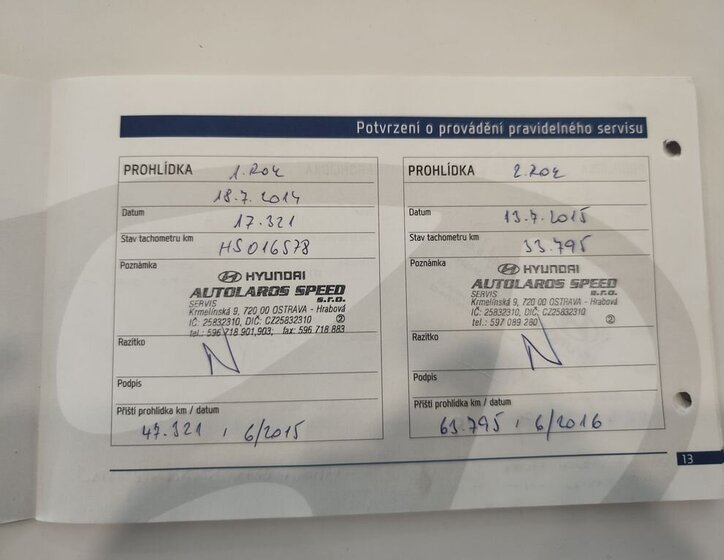 Potvrzení o provádění pravidelného servisu
PROHLÍDKA 1. ROK
18.7.2014
Datum
17.321
Stav tachometru km
HS016578
Poznámka
HYUNDAI
AUTOLAROS SPEED
s.r.o.
SERVIS
Krmelínská 9, 720 00 OSTRAVA - Hrabová
IČ: 25832310, DIČ: CZ25832310 ②
tel.: 596 718 901,903; fax: 596 718 883
Razítko
Podpis
Příští prohlídka km / datum
47.321 , 6/2015
PROHLÍDKA 2. ROK
Datum
13.7.2015
Stav tachometru km
33.795
Poznámka
HYUNDAI
AUTOLAROS SPEED
s.r.o.
SERVIS
Krmelínská 9, 720 00 OSTRAVA - Hrabová
IČ: 25832310, DIČ: CZ25832310
tel.: 597 089 280 ②
Razítko
Podpis
Příští prohlídka km / datum
63.795 , 6/2016
13